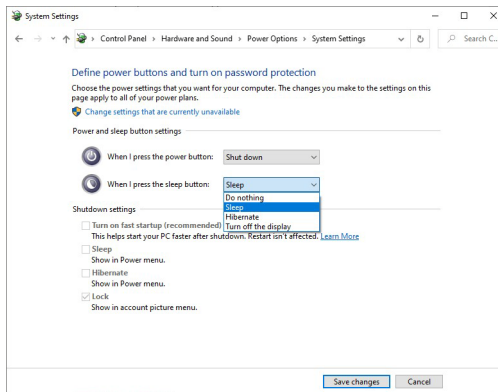 System Settings
Control Panel > Hardware and Sound > Power Options > System Settings
Search C...
Define power buttons and turn on password protection
Choose the power settings that you want for your computer. The changes you make to the settings on this
page apply to all of your power plans.
Change settings that are currently unavailable
Power and sleep button settings
When I press the power button: Shut down
When I press the sleep button: Sleep
Do nothing
Sleep
Hibernate
Turn off the display
Shutdown settings
Turn on fast startup (recommended)
This helps start your PC faster after shutdown. Restart isn't affected. Learn More
Sleep
Show in Power menu.
Hibernate
Show in Power menu.
Lock
Show in account picture menu.
Save changes Cancel